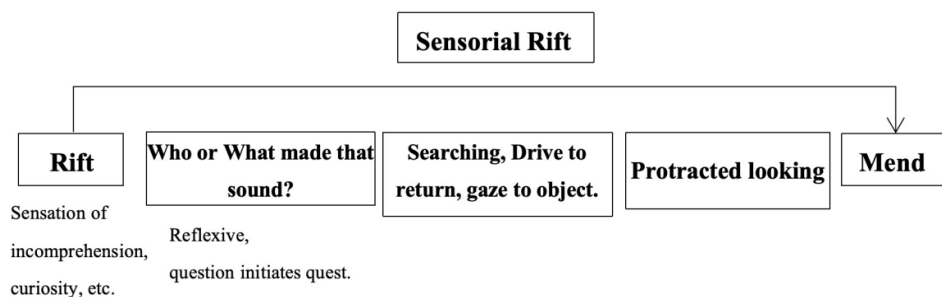 Sensorial Rift
Rift
Who or What made that
sound?
Searching, Drive to
return, gaze to object.
Protracted looking
Mend
Sensation of
incomprehension,
curiosity, etc.
Reflexive,
question initiates quest.